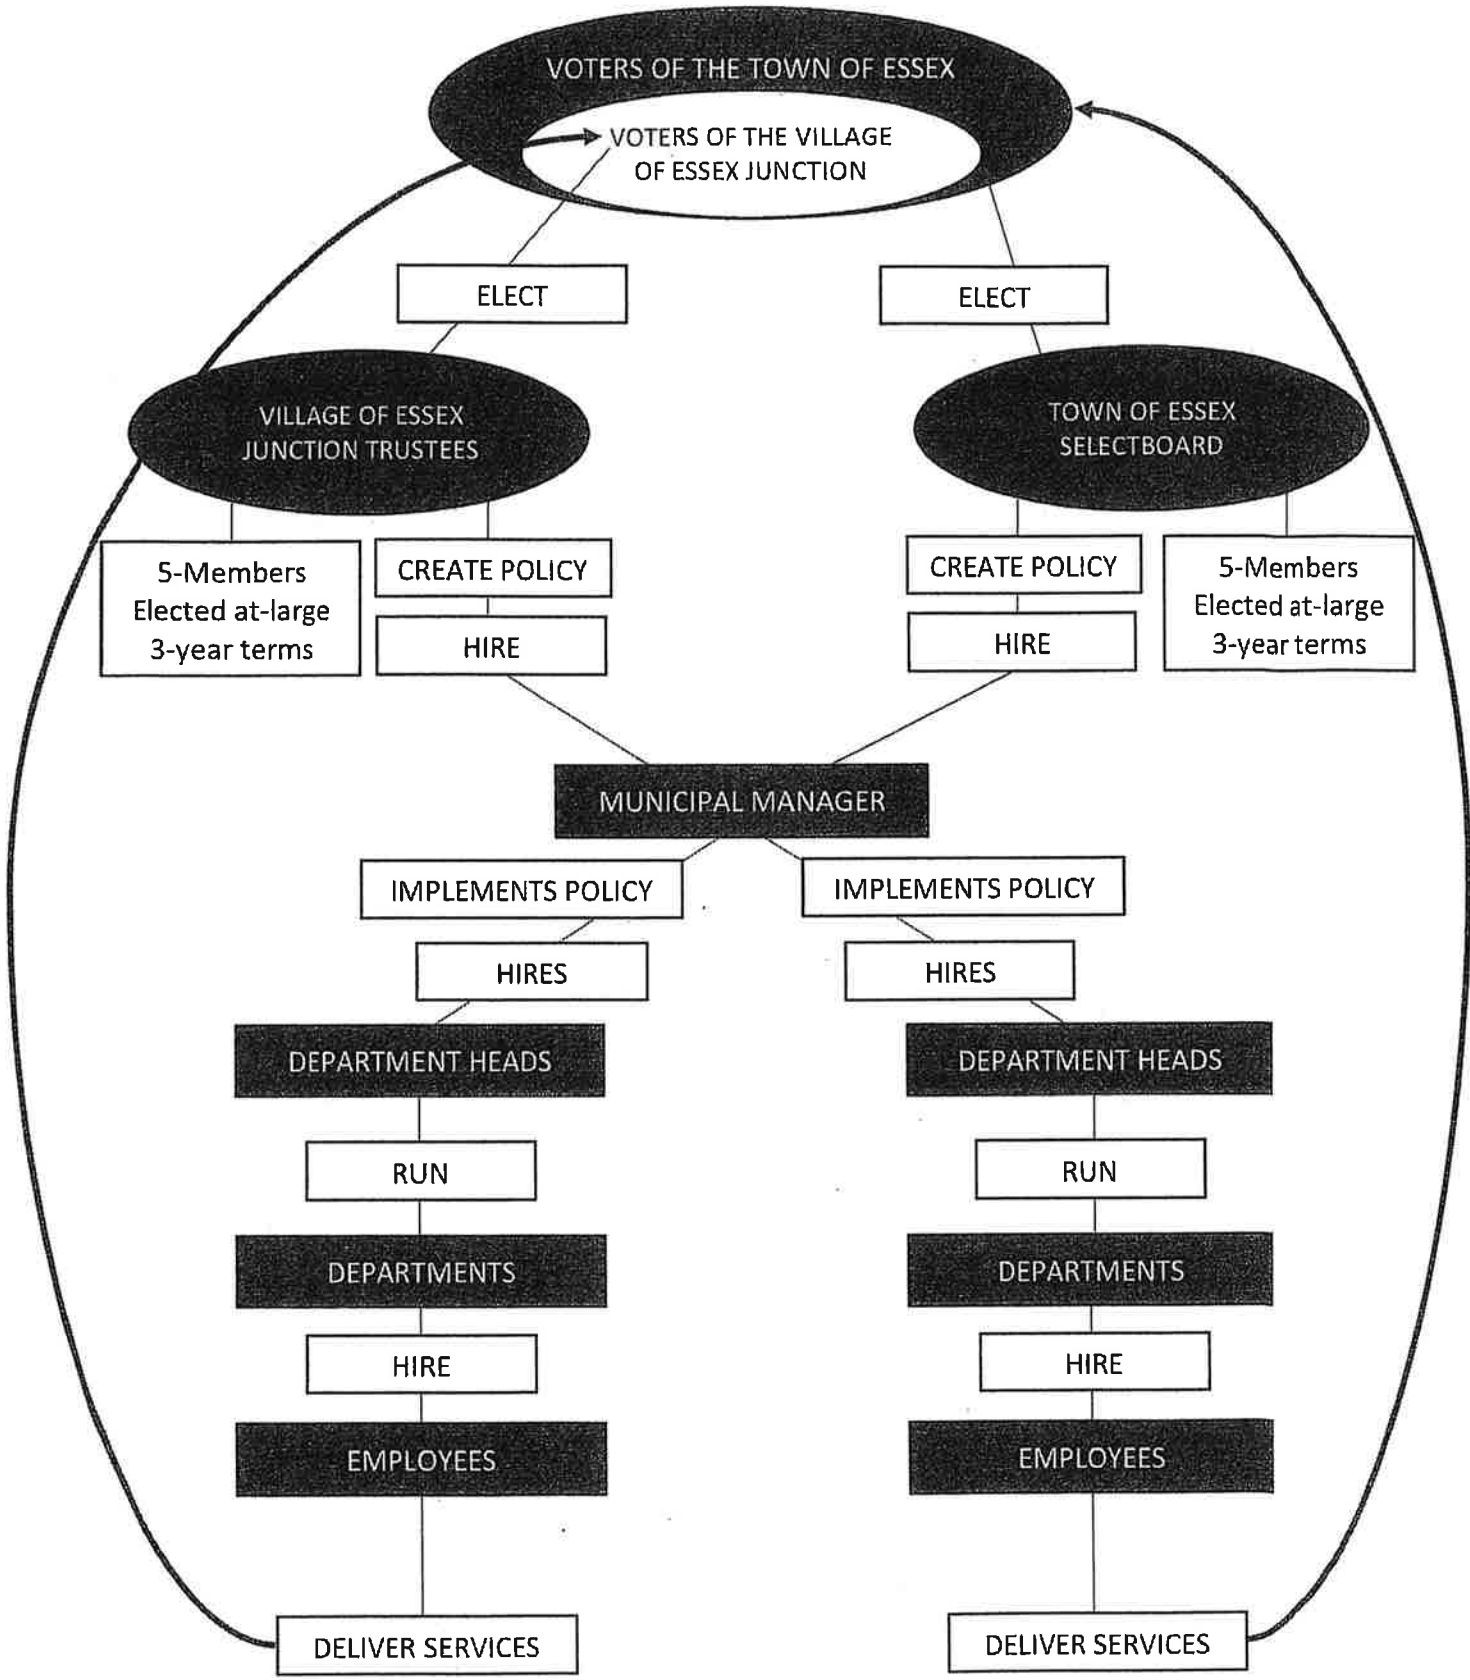 VOTERS OF THE TOWN OF ESSEX
VOTERS OF THE VILLAGE
OF ESSEX JUNCTION
ELECT
ELECT
VILLAGE OF ESSEX
JUNCTION TRUSTEES
TOWN OF ESSEX
SELECTBOARD
5-Members
Elected at-large
3-year terms
CREATE POLICY
HIRE
CREATE POLICY
HIRE
5-Members
Elected at-large
3-year terms
MUNICIPAL MANAGER
IMPLEMENTS POLICY
IMPLEMENTS POLICY
HIRES
HIRES
DEPARTMENT HEADS
DEPARTMENT HEADS
RUN
RUN
DEPARTMENTS
DEPARTMENTS
HIRE
HIRE
EMPLOYEES
EMPLOYEES
DELIVER SERVICES
DELIVER SERVICES